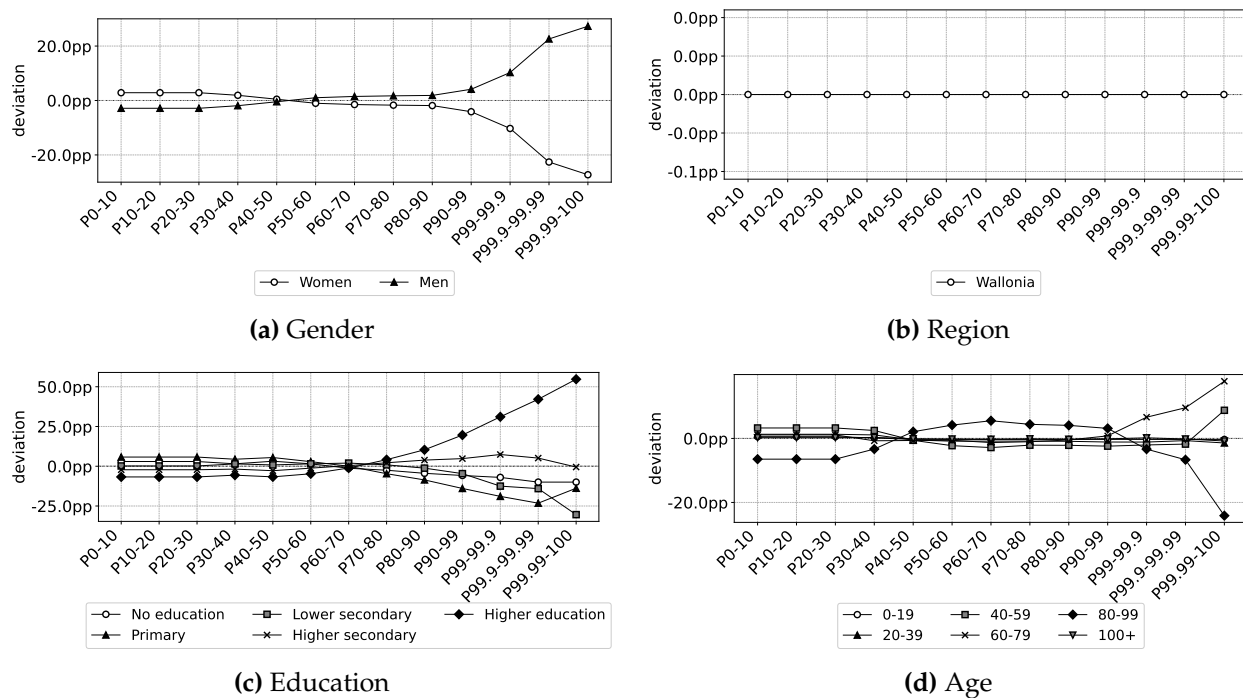 deviation
20.0pp
0.0pp
-20.0pp
P0-10
P10-20
P20-30
P30-40
P40-50
P50-60
P60-70
P70-80
P80-90
P90-99
P99-99.9
P99.9-99.99
P99.99-100
Women Men
(a) Gender
deviation
0.0pp
0.0pp
0.0pp
-0.0pp
-0.1pp
P0-10
P10-20
P20-30
P30-40
P40-50
P50-60
P60-70
P70-80
P80-90
P90-99
P99-99.9
P99.9-99.99
P99.99-100
Wallonia
(b) Region
deviation
50.0pp
25.0pp
0.0pp
-25.0pp
P0-10
P10-20
P20-30
P30-40
P40-50
P50-60
P60-70
P70-80
P80-90
P90-99
P99-99.9
P99.9-99.99
P99.99-100
No education Lower secondary Higher education
Primary Higher secondary
(c) Education
deviation
0.0pp
-20.0pp
P0-10
P10-20
P20-30
P30-40
P40-50
P50-60
P60-70
P70-80
P80-90
P90-99
P99-99.9
P99.9-99.99
P99.99-100
0-19 40-59 80-99
20-39 60-79 100+
(d) Age